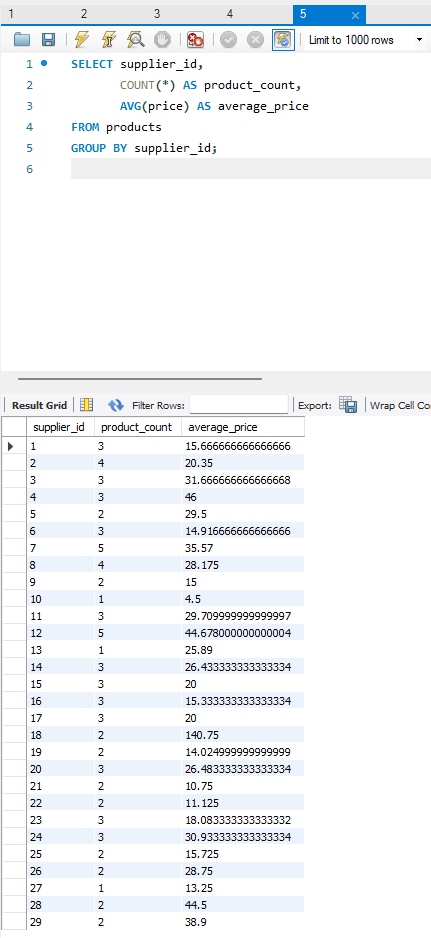 1 2 3 4 5
Limit to 1000 rows
1 SELECT supplier_id,
2 COUNT(*) AS product_count,
3 AVG(price) AS average_price
4 FROM products
5 GROUP BY supplier_id;
6
Result Grid Filter Rows: Export: Wrap Cell Co
supplier_id product_count average_price
1 3 15.666666666666666
2 4 20.35
3 3 31.666666666666668
4 3 46
5 2 29.5
6 3 14.916666666666666
7 5 35.57
8 4 28.175
9 2 15
10 1 4.5
11 3 29.709999999999997
12 5 44.678000000000004
13 1 25.89
14 3 26.433333333333334
15 3 20
16 3 15.333333333333334
17 3 20
18 2 140.75
19 2 14.024999999999999
20 3 26.483333333333334
21 2 10.75
22 2 11.125
23 3 18.083333333333332
24 3 30.933333333333334
25 2 15.725
26 2 28.75
27 1 13.25
28 2 44.5
29 2 38.9